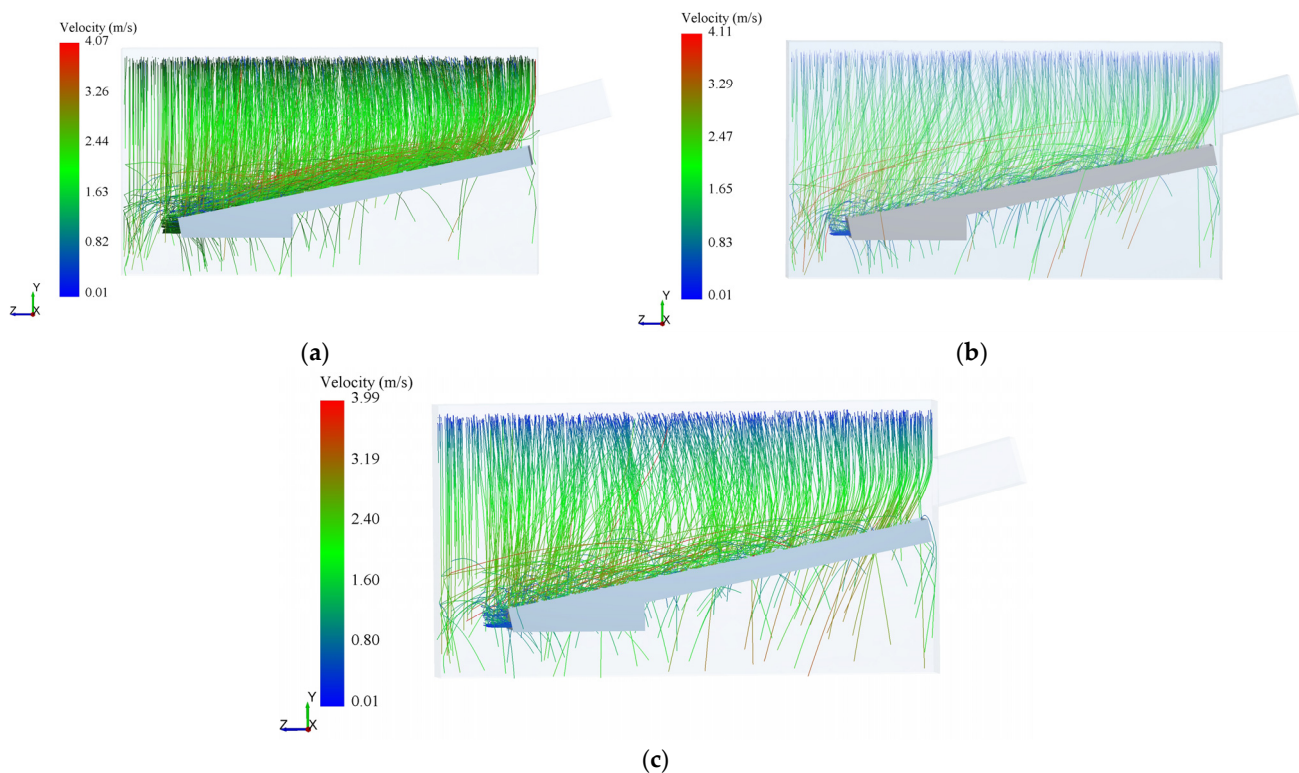 Velocity (m/s)
4.07
3.26
2.44
1.63
0.82
0.01
Y
Z X
(a)
Velocity (m/s)
4.11
3.29
2.47
1.65
0.83
0.01
Y
Z X
(b)
Velocity (m/s)
3.99
3.19
2.40
1.60
0.80
0.01
Y
Z X
(c)